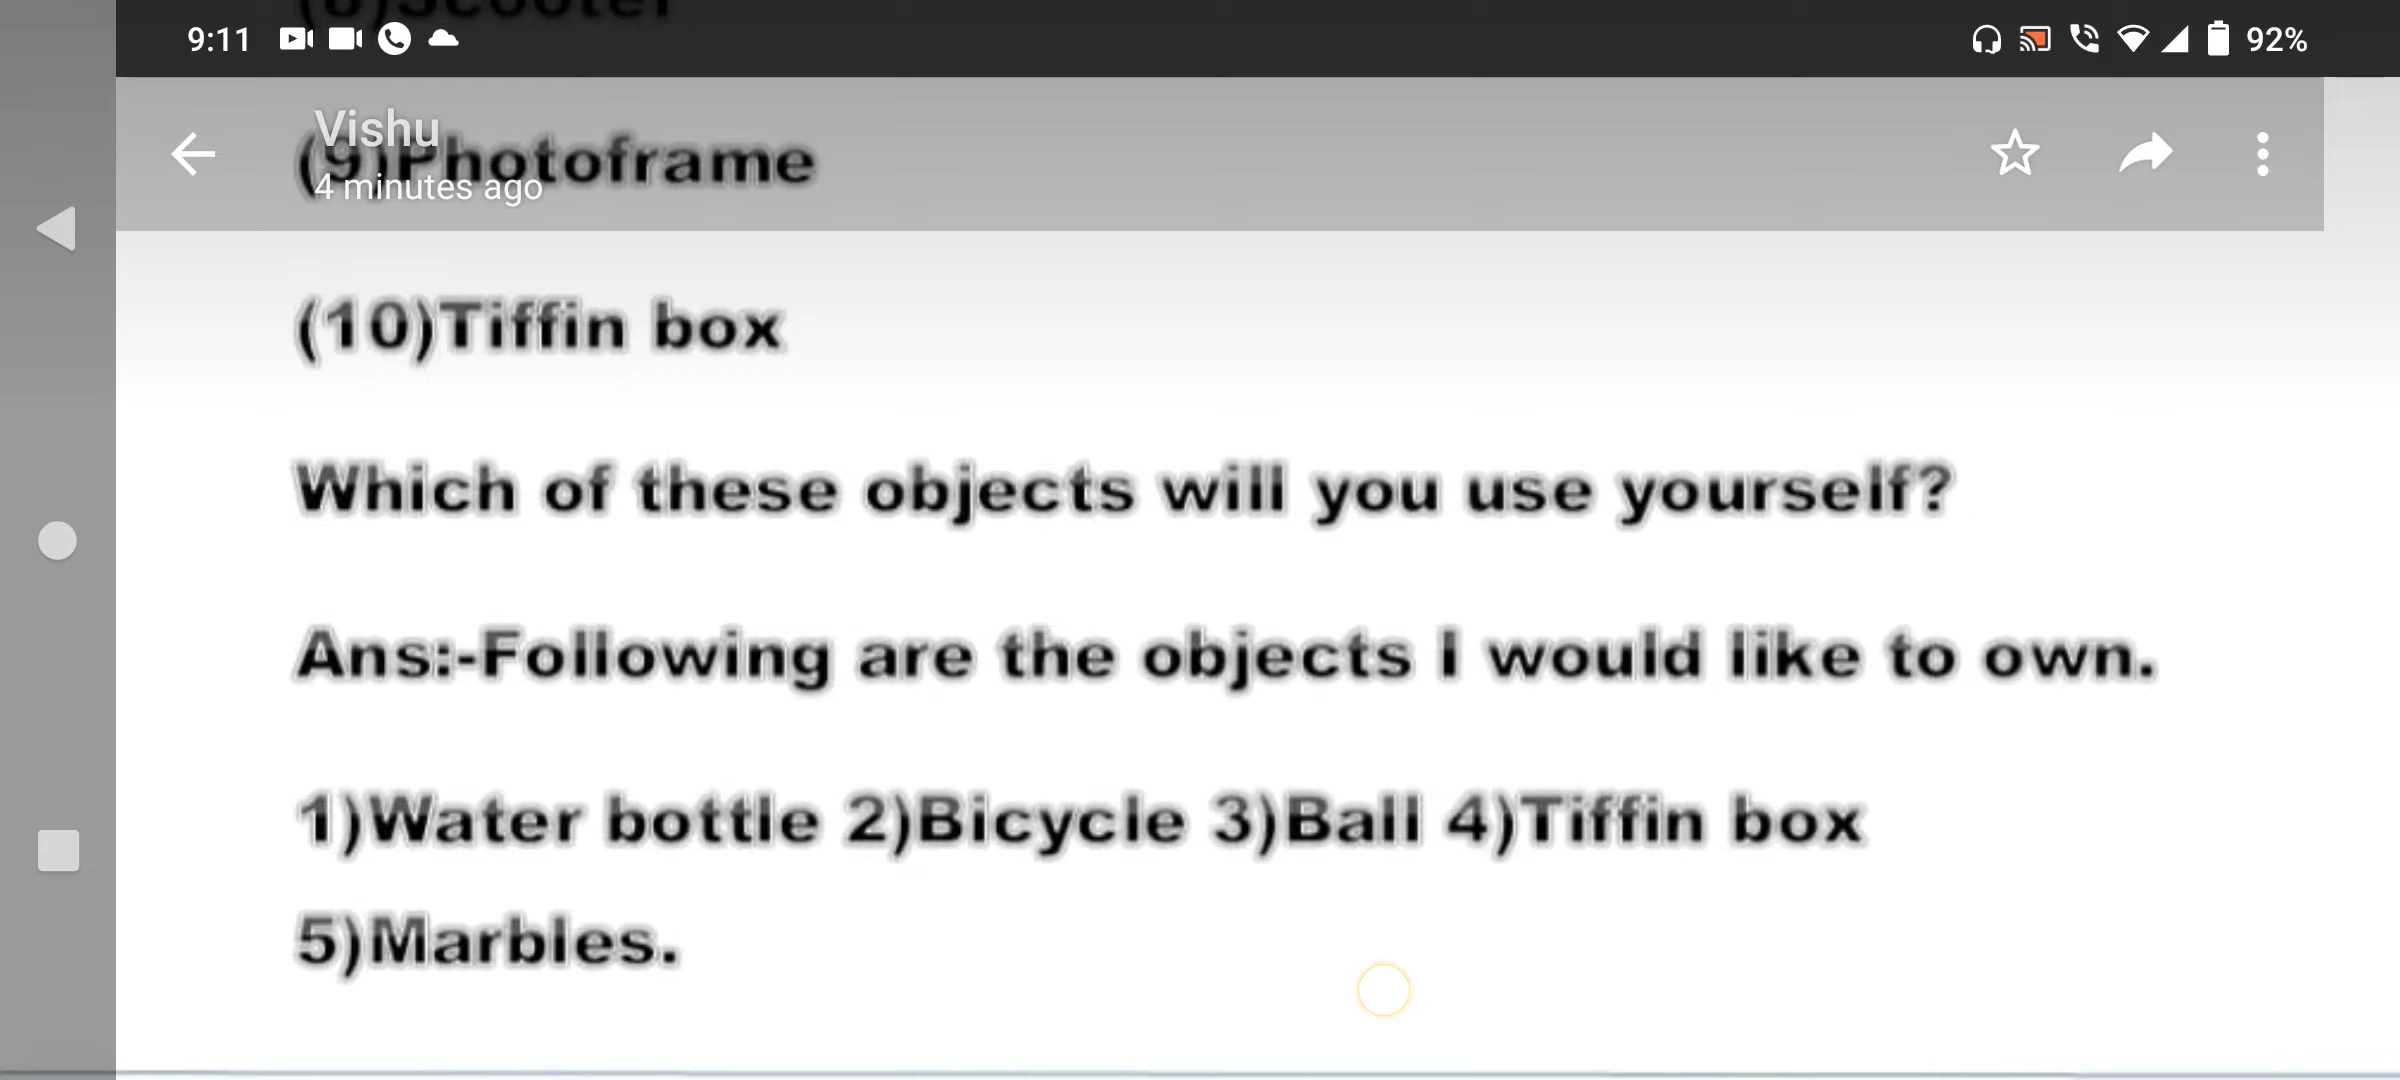 (8)Scooter
9:11
92%
Vishu
(9)Photoframe
4 minutes ago
(10)Tiffin box
Which of these objects will you use yourself?
Ans:-Following are the objects I would like to own.
1)Water bottle 2)Bicycle 3)Ball 4)Tiffin box
5)Marbles.